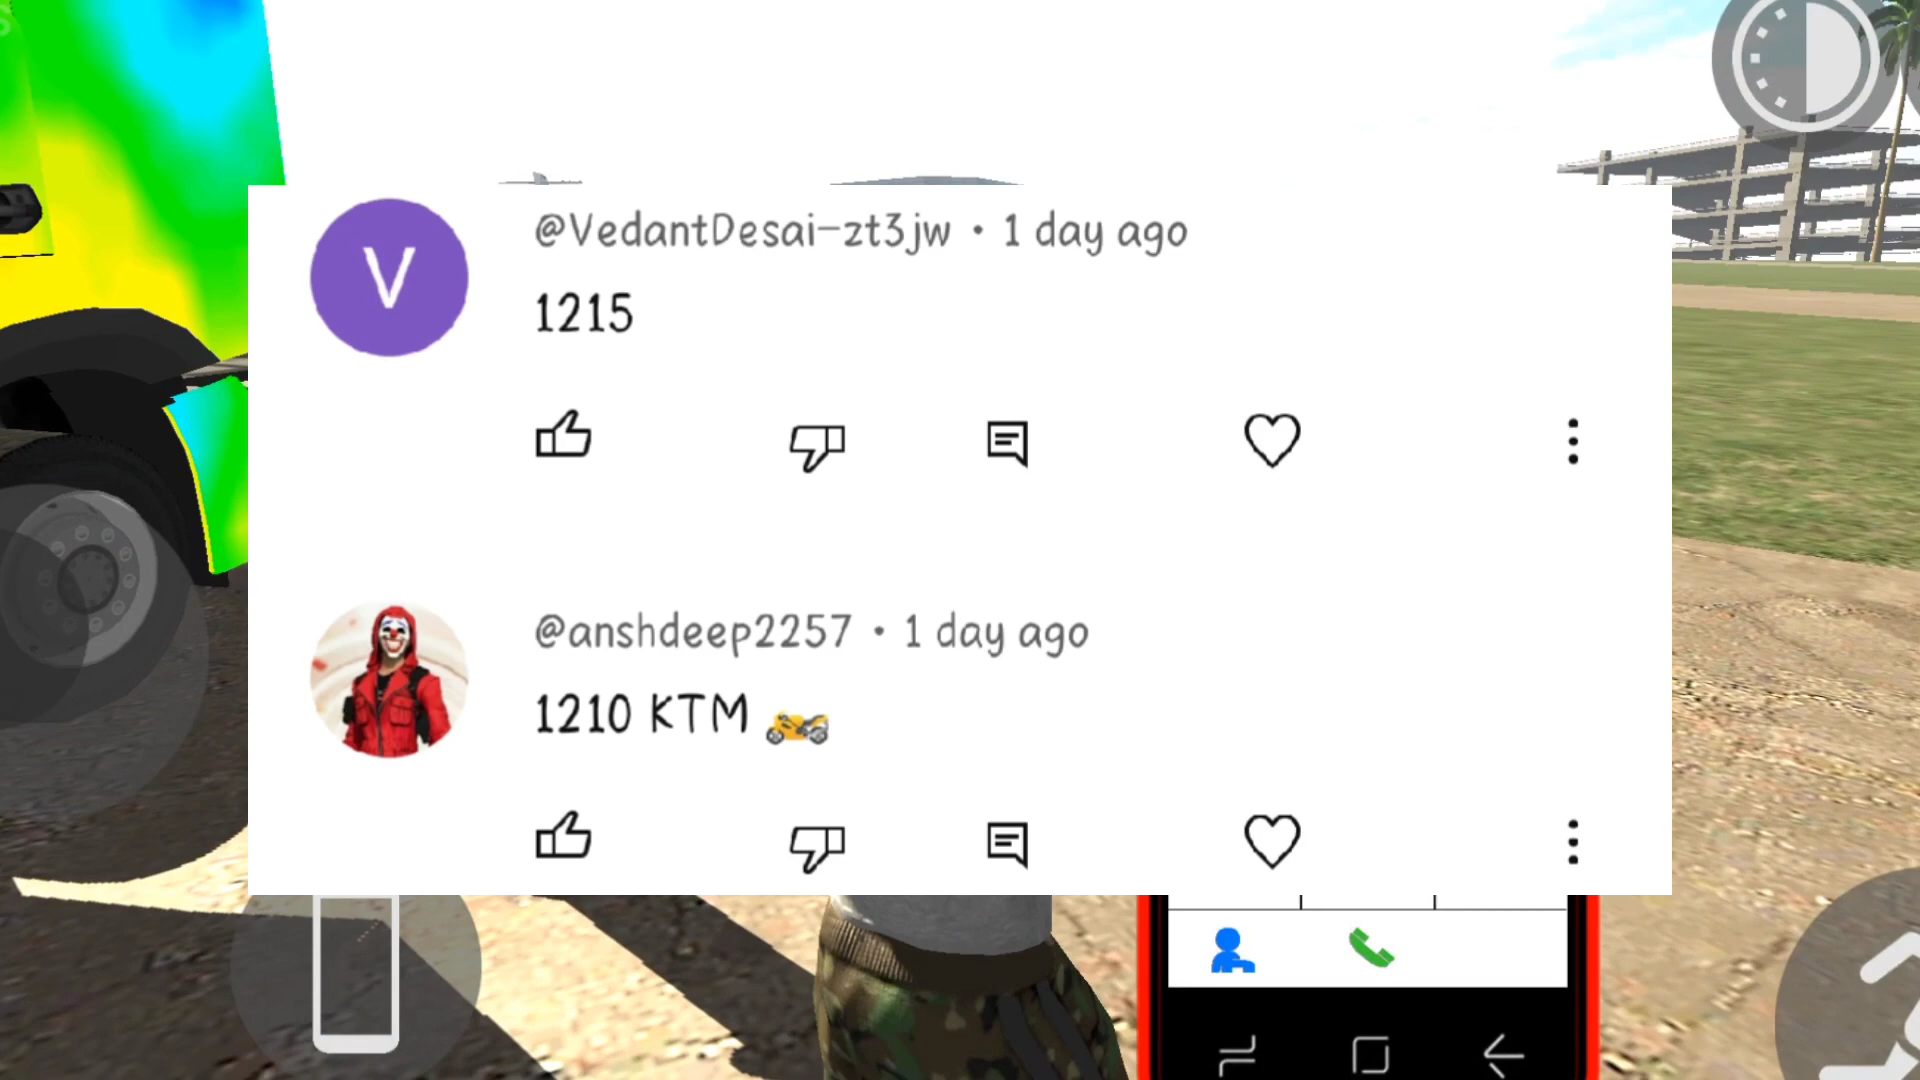 @VedantDesai-zt3jw • 1 day ago
1215
V
@anshdeep2257 • 1 day ago
1210 KTM 🏍️